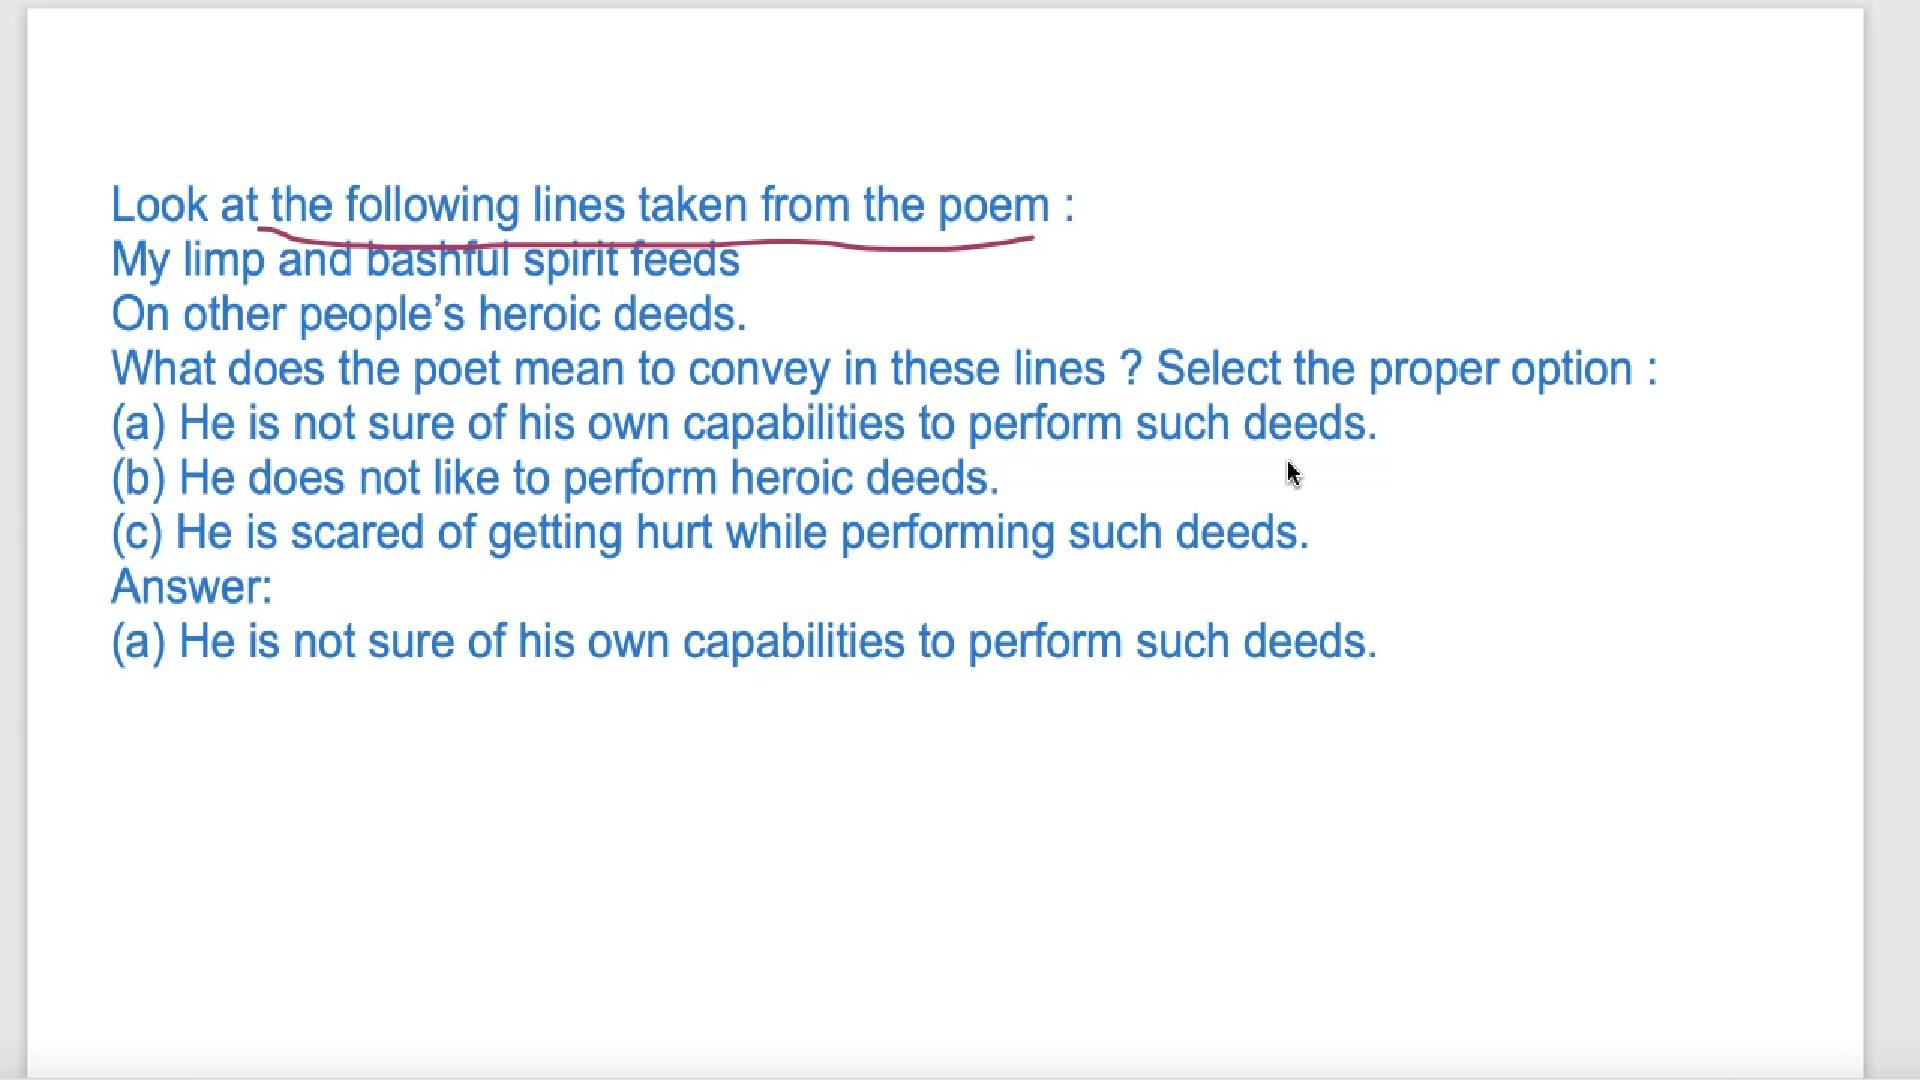 Look at the following lines taken from the poem :
My limp and bashful spirit feeds
On other people’s heroic deeds.
What does the poet mean to convey in these lines ? Select the proper option :
(a) He is not sure of his own capabilities to perform such deeds.
(b) He does not like to perform heroic deeds.
(c) He is scared of getting hurt while performing such deeds.
Answer:
(a) He is not sure of his own capabilities to perform such deeds.